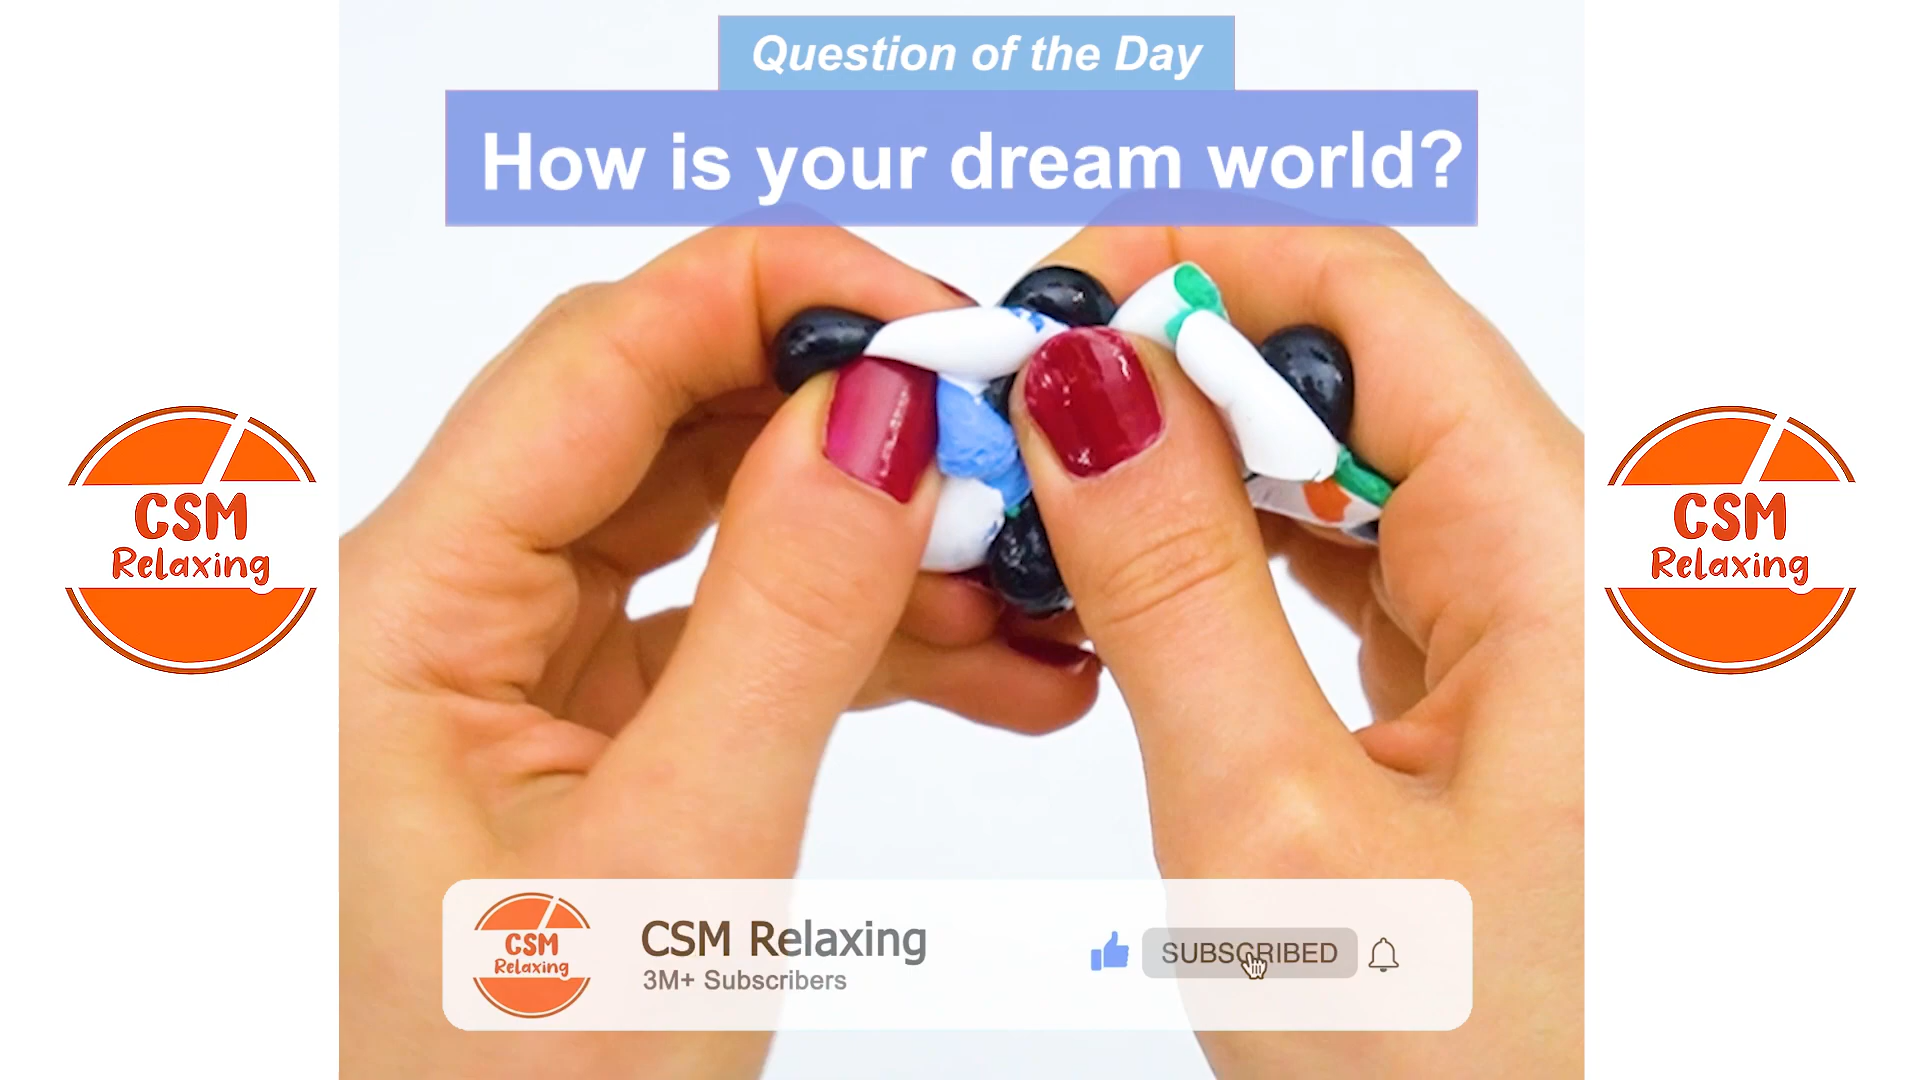 Question of the Day
How is your dream world?
CSM
Relaxing
CSM
Relaxing
CSM
Relaxing
CSM Relaxing
3M+ Subscribers
SUBSCRIBED